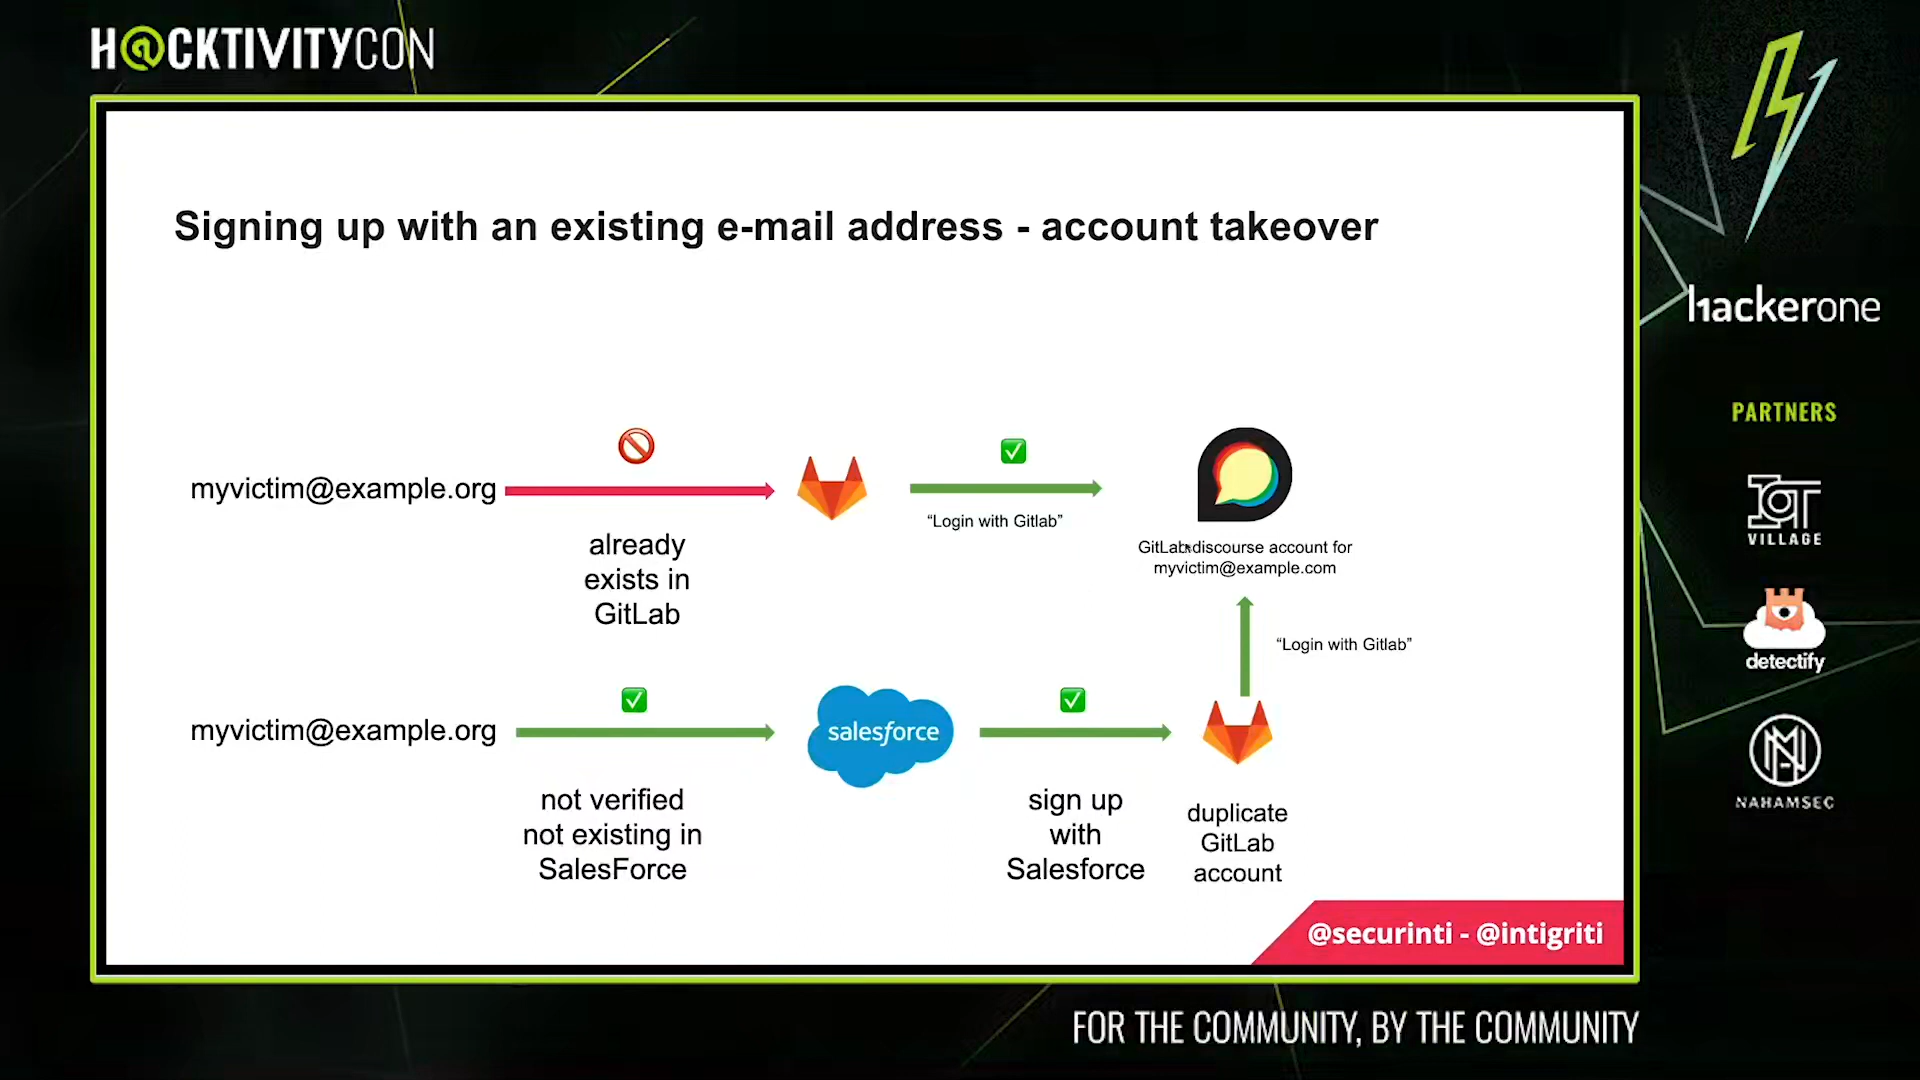 H@CKTIVITYCON
Signing up with an existing e-mail address - account takeover
myvictim@example.org
already
exists in
GitLab
“Login with Gitlab”
GitLab discourse account for
myvictim@example.com
“Login with Gitlab”
myvictim@example.org
not verified
not existing in
SalesForce
salesforce
sign up
with
Salesforce
duplicate
GitLab
account
@securinti - @intigriti
hackerone
PARTNERS
IOT
VILLAGE
detectify
NAHAMSEC
FOR THE COMMUNITY, BY THE COMMUNITY